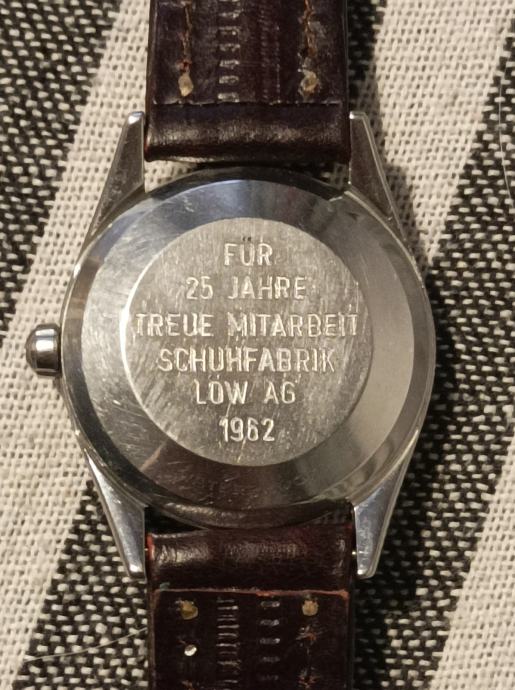 FÜR
25 JAHRE
TREUE MITARBEIT
SCHUHFABRIK
LÖW AG
1962